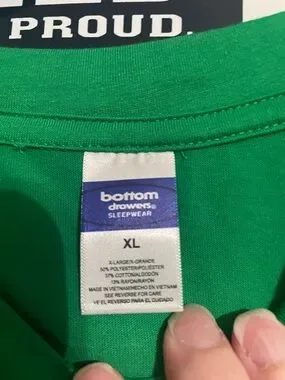 PROUD.
bottom
drawers®
SLEEPWEAR
XL
X-LARGE/X-GRANDE
50% POLYESTER/POLIÉSTER
37% COTTON/ALGODÓN
13% RAYON/RAYÓN
MADE IN VIETNAM/HECHO EN VIETNAM
SEE REVERSE FOR CARE
VE EL REVERSO PARA EL CUIDADO